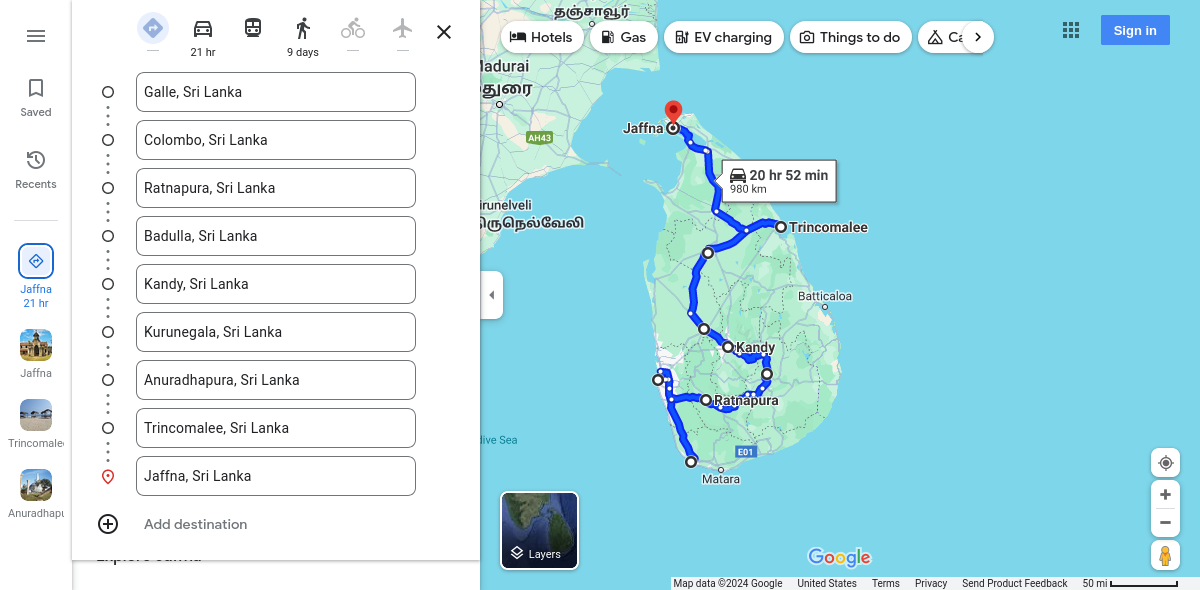 21 hr
9 days
Saved
Recents
Jaffna
21 hr
Jaffna
Trincomale
Anuradhapu
Galle, Sri Lanka
Colombo, Sri Lanka
Ratnapura, Sri Lanka
Badulla, Sri Lanka
Kandy, Sri Lanka
Kurunegala, Sri Lanka
Anuradhapura, Sri Lanka
Trincomalee, Sri Lanka
Jaffna, Sri Lanka
Add destination
Hotels
Gas
EV charging
Things to do
Ca
Sign in
தஞ்சாவூர்
Madurai
துரை
AH43
Jaffna
20 hr 52 min
980 km
irunelveli
திருநெல்வேலி
Trincomalee
Batticaloa
Kandy
Ratnapura
dive Sea
E01
Matara
Layers
Google
Map data ©2024 Google United States Terms Privacy Send Product Feedback 50 mi